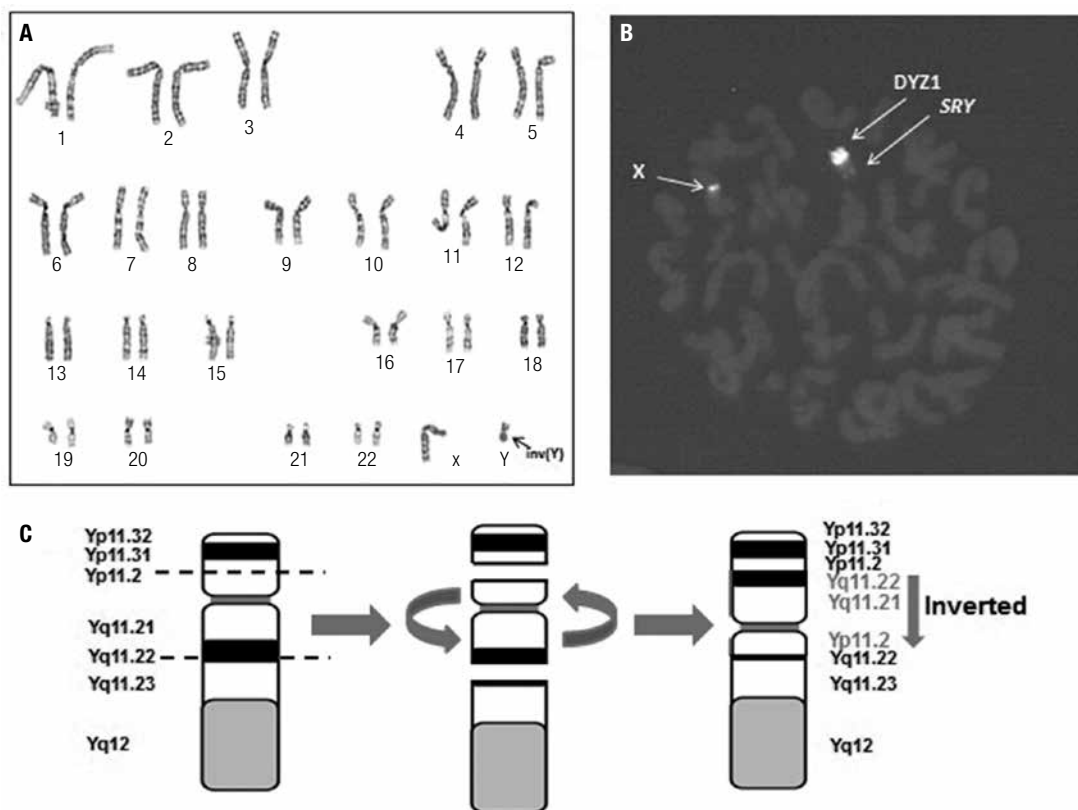 A
1 2 3 4 5
6 7 8 9 10 11 12
13 14 15 16 17 18
19 20 21 22 x Y inv(Y)
B
DYZ1
SRY
X
C
Yp11.32
Yp11.31
Yp11.2
Yq11.21
Yq11.22
Yq11.23
Yq12
Yp11.32
Yp11.31
Yp11.2
Yq11.22
Yq11.21
Inverted
Yp11.2
Yq11.22
Yq11.23
Yq12